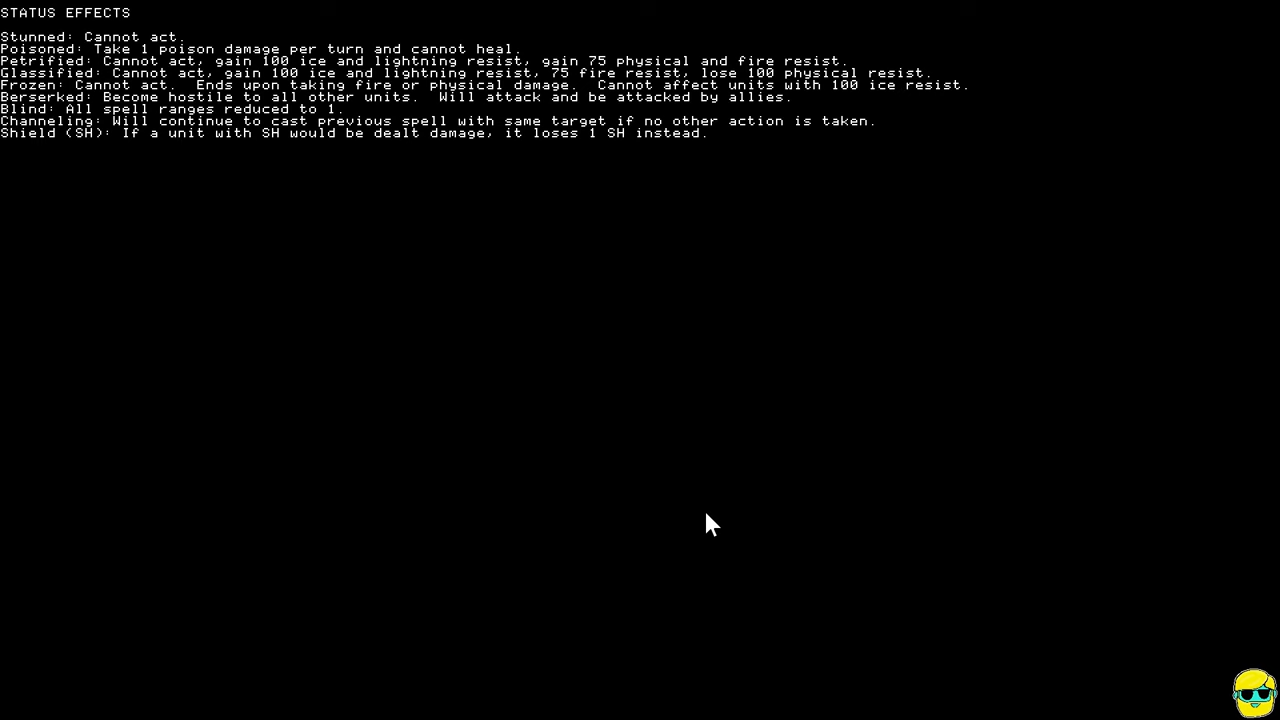 STATUS EFFECTS
Stunned: Cannot act.
Poisoned: Take 1 poison damage per turn and cannot heal.
Petrified: Cannot act, gain 100 ice and lightning resist, gain 75 physical and fire resist.
Glassified: Cannot act, gain 100 ice and lightning resist, 75 fire resist, lose 100 physical resist.
Frozen: Cannot act.  Ends upon taking fire or physical damage.  Cannot affect units with 100 ice resist.
Berserked: Become hostile to all other units.  Will attack and be attacked by allies.
Blind: All spell ranges reduced to 1.
Channeling: Will continue to cast previous spell with same target if no other action is taken.
Shield (SH): If a unit with SH would be dealt damage, it loses 1 SH instead.